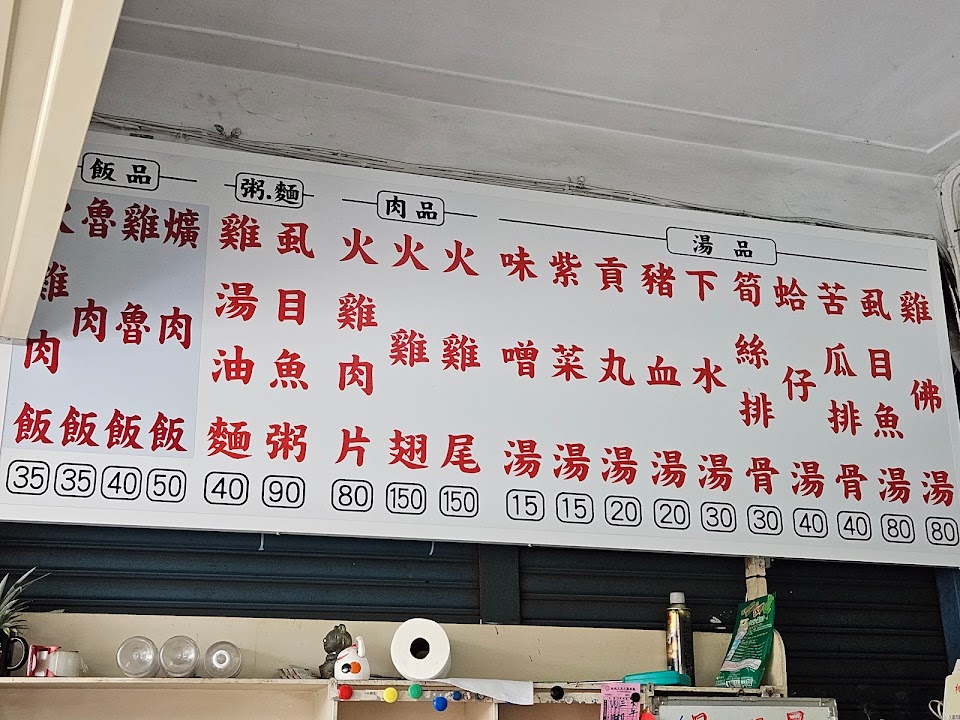 飯品
火雞肉飯 35
魯肉飯 35
雞魯飯 40
爌肉飯 50
粥.麵
雞湯油麵 40
虱目魚粥 90
肉品
火雞肉片 80
火雞翅 150
火雞尾 150
湯品
味噌湯 15
紫菜湯 15
貢丸湯 20
豬血湯 20
下水湯 30
筍絲排骨 30
蛤仔湯 40
苦瓜排骨 40
虱目魚湯 80
雞佛湯 80